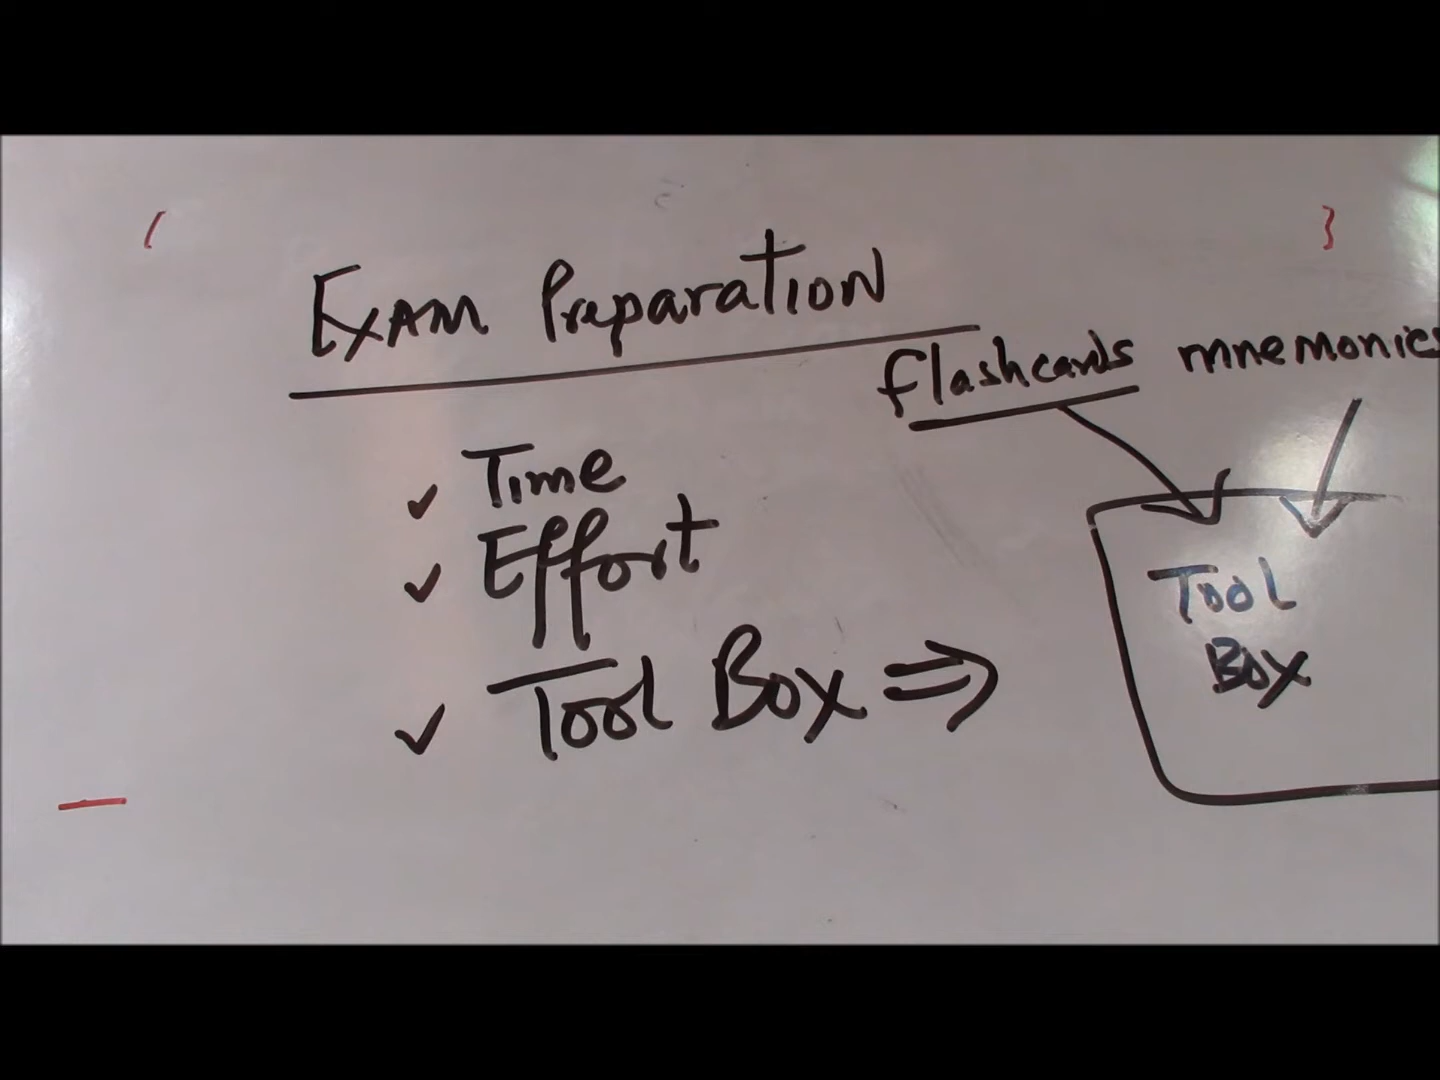 Exam Preparation
flashcards mnemonics
✓ Time
✓ Effort
✓ Tool Box ⇒
Tool
Box